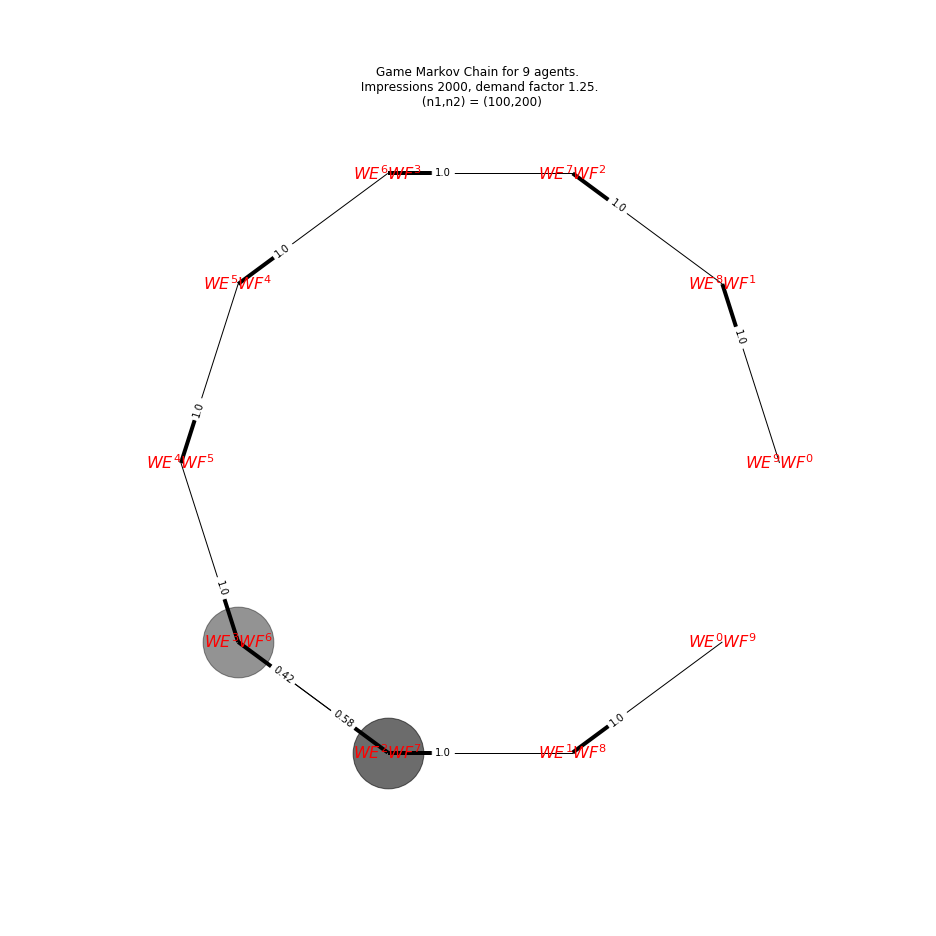 Game Markov Chain for 9 agents.
Impressions 2000, demand factor 1.25.
(n1,n2) = (100,200)
WE^6WF^3 1.0 WE^7WF^2
1.0
1.0
WE^5WF^4 WE^8WF^1
1.0
1.0
WE^4WF^5 WE^9WF^0
1.0
WE^3WF^6 WE^0WF^9
0.42
0.58 1.0
WE^2WF^7 1.0 WE^1WF^8